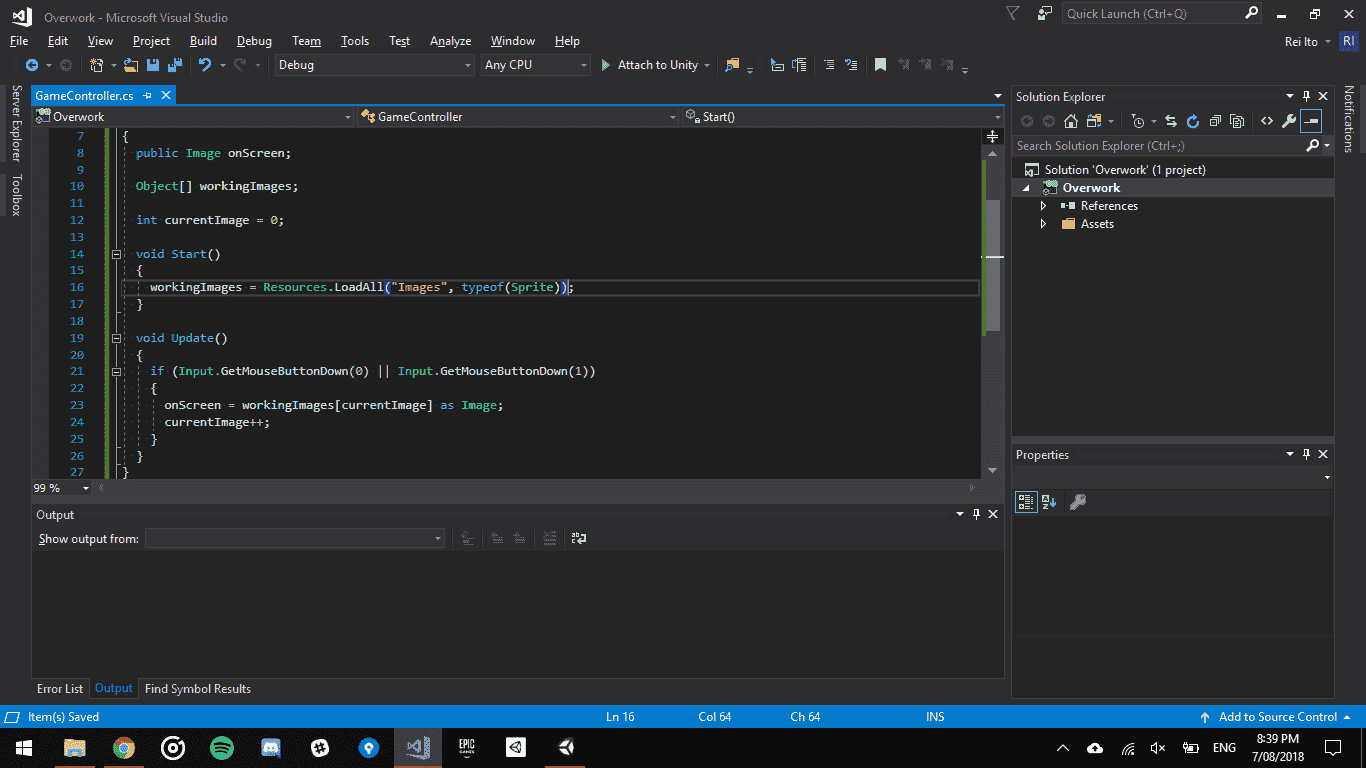 Overwork - Microsoft Visual Studio
Quick Launch (Ctrl+Q)
File Edit View Project Build Debug Team Tools Test Analyze Window Help
Rei Ito RI
Debug Any CPU Attach to Unity
Server Explorer
Toolbox
GameController.cs
Overwork GameController Start()
7 {
8 public Image onScreen;
9
10 Object[] workingImages;
11
12 int currentImage = 0;
13
14 void Start()
15 {
16 workingImages = Resources.LoadAll("Images", typeof(Sprite));
17 }
18
19 void Update()
20 {
21 if (Input.GetMouseButtonDown(0) || Input.GetMouseButtonDown(1))
22 {
23 onScreen = workingImages[currentImage] as Image;
24 currentImage++;
25 }
26 }
27 }
99 %
Output
Show output from:
Error List Output Find Symbol Results
Solution Explorer
Search Solution Explorer (Ctrl+;)
Solution 'Overwork' (1 project)
Overwork
References
Assets
Properties
Notifications
Item(s) Saved Ln 16 Col 64 Ch 64 INS Add to Source Control
EPIC GAMES
ENG
8:39 PM
7/08/2018